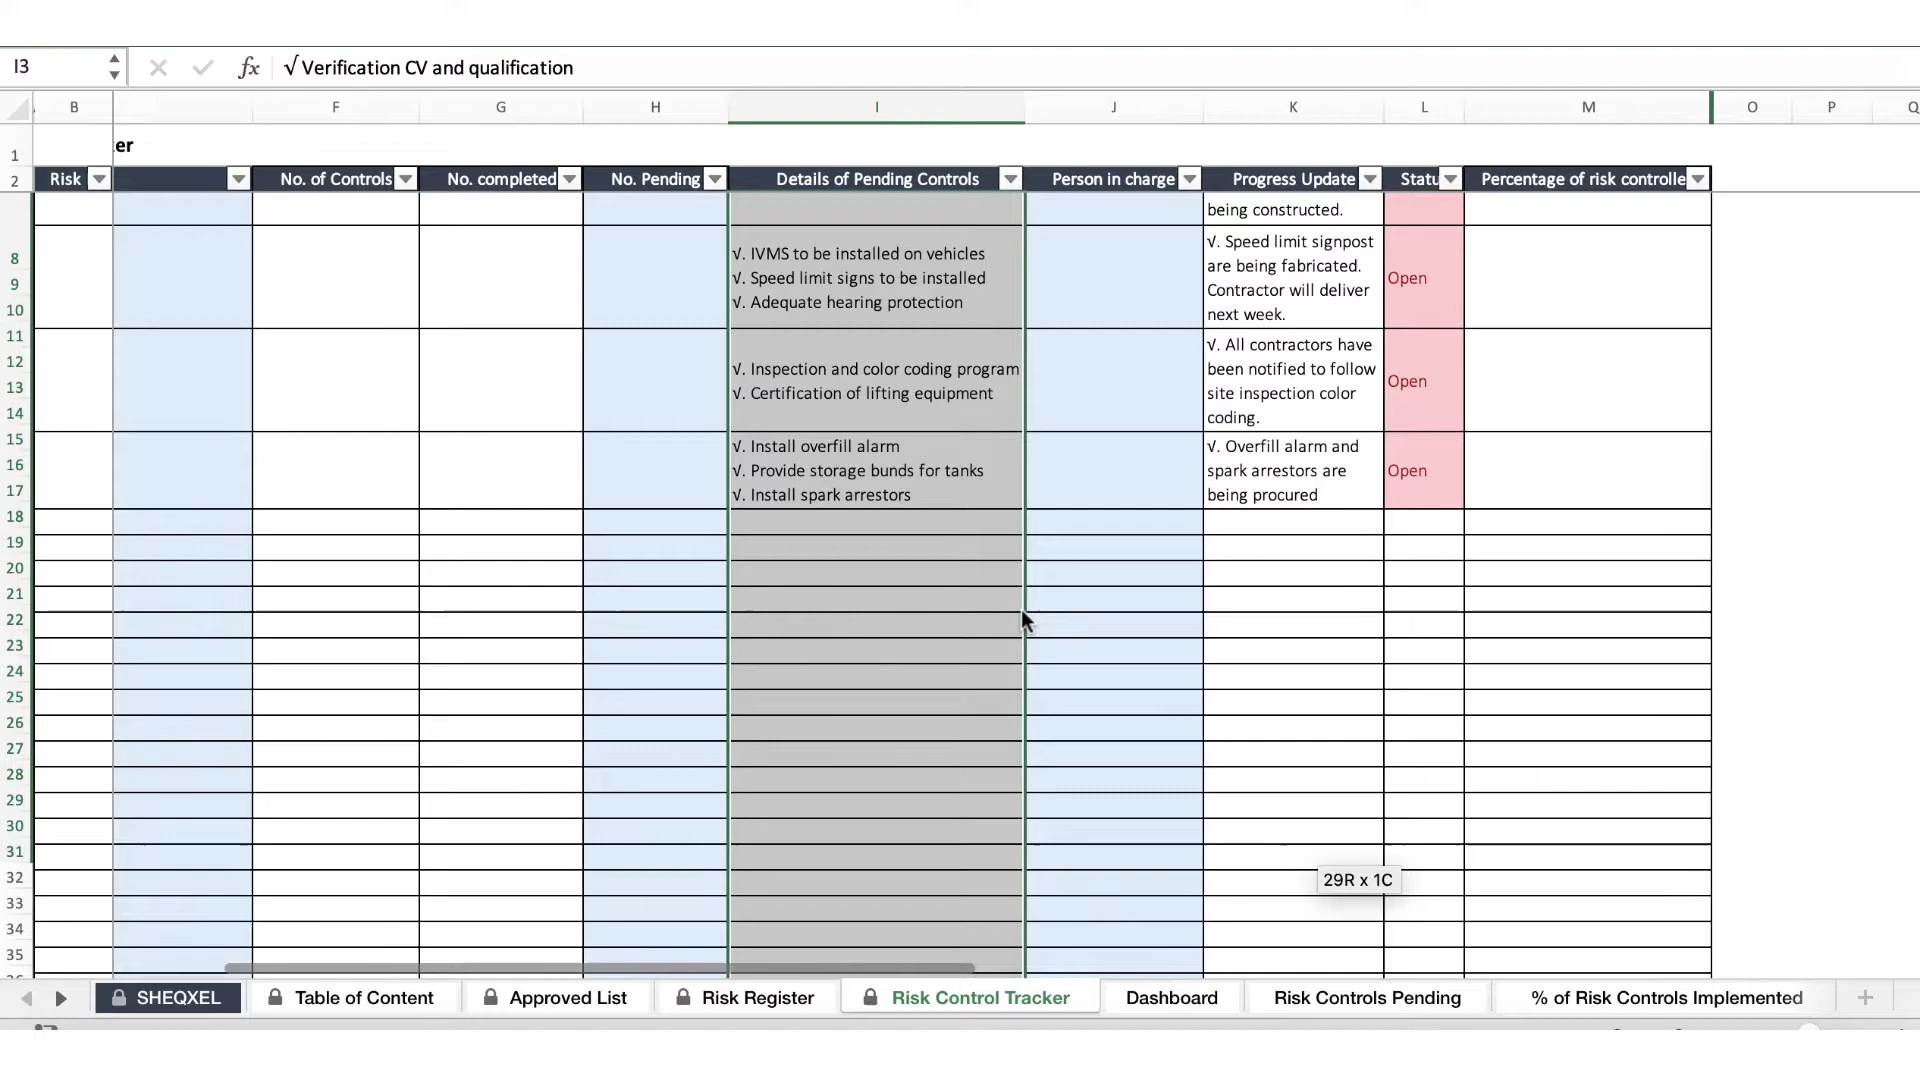 I3
fx
√ Verification CV and qualification
B F G H I J K L M O P Q
1
er
2 Risk No. of Controls No. completed No. Pending Details of Pending Controls Person in charge Progress Update Statu Percentage of risk controlle
being constructed.
8
9
10
√. IVMS to be installed on vehicles
√. Speed limit signs to be installed
√. Adequate hearing protection
√. Speed limit signpost
are being fabricated.
Contractor will deliver
next week.
Open
11
12
13
14
√. Inspection and color coding program
√. Certification of lifting equipment
√. All contractors have
been notified to follow
site inspection color
coding.
Open
15
16
17
√. Install overfill alarm
√. Provide storage bunds for tanks
√. Install spark arrestors
√. Overfill alarm and
spark arrestors are
being procured
Open
18
19
20
21
22
23
24
25
26
27
28
29
30
31
32
29R x 1C
33
34
35
SHEQXEL Table of Content Approved List Risk Register Risk Control Tracker Dashboard Risk Controls Pending % of Risk Controls Implemented